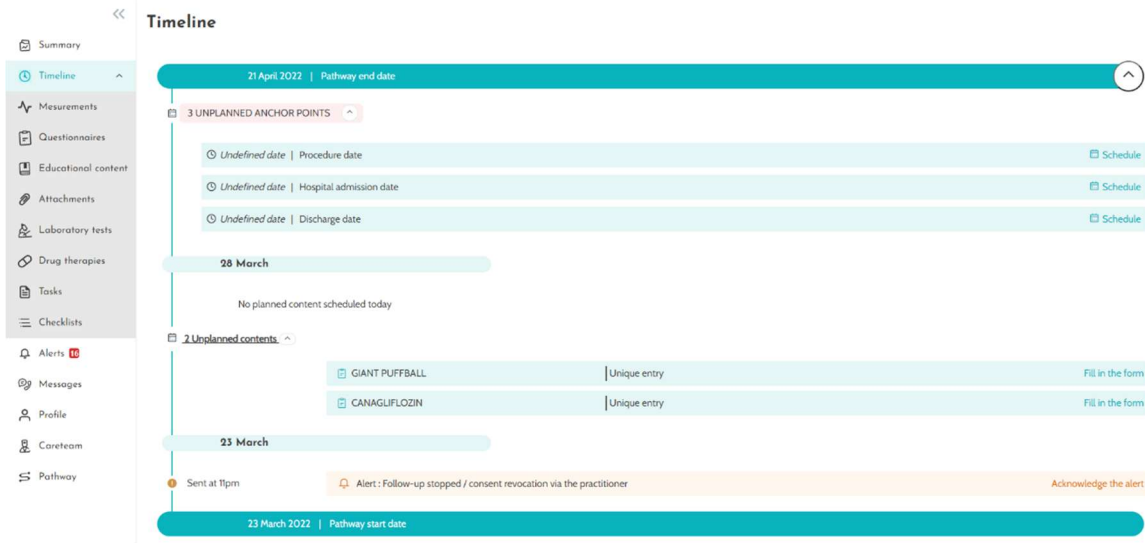 Timeline
Summary
Timeline
Mesurements
Questionnaires
Educational content
Attachments
Laboratory tests
Drug therapies
Tasks
Checklists
Alerts 16
Messages
Profile
Careteam
Pathway
21 April 2022 | Pathway end date
3 UNPLANNED ANCHOR POINTS
Undefined date | Procedure date Schedule
Undefined date | Hospital admission date Schedule
Undefined date | Discharge date Schedule
28 March
No planned content scheduled today
2 Unplanned contents
GIANT PUFFBALL Unique entry Fill in the form
CANAGLIFLOZIN Unique entry Fill in the form
23 March
Sent at 11pm Alert : Follow-up stopped / consent revocation via the practitioner Acknowledge the alert
23 March 2022 | Pathway start date